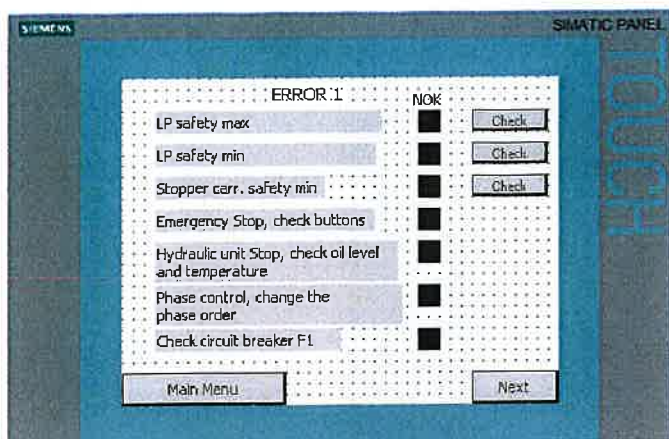 SIEMENS
SIMATIC PANEL
TOUCH
ERROR 1
NOK
LP safety max
Check
LP safety min
Check
Stopper carr. safety min
Check
Emergency Stop, check buttons
Hydraulic unit Stop, check oil level
and temperature
Phase control, change the
phase order
Check circuit breaker F1
Main Menu
Next